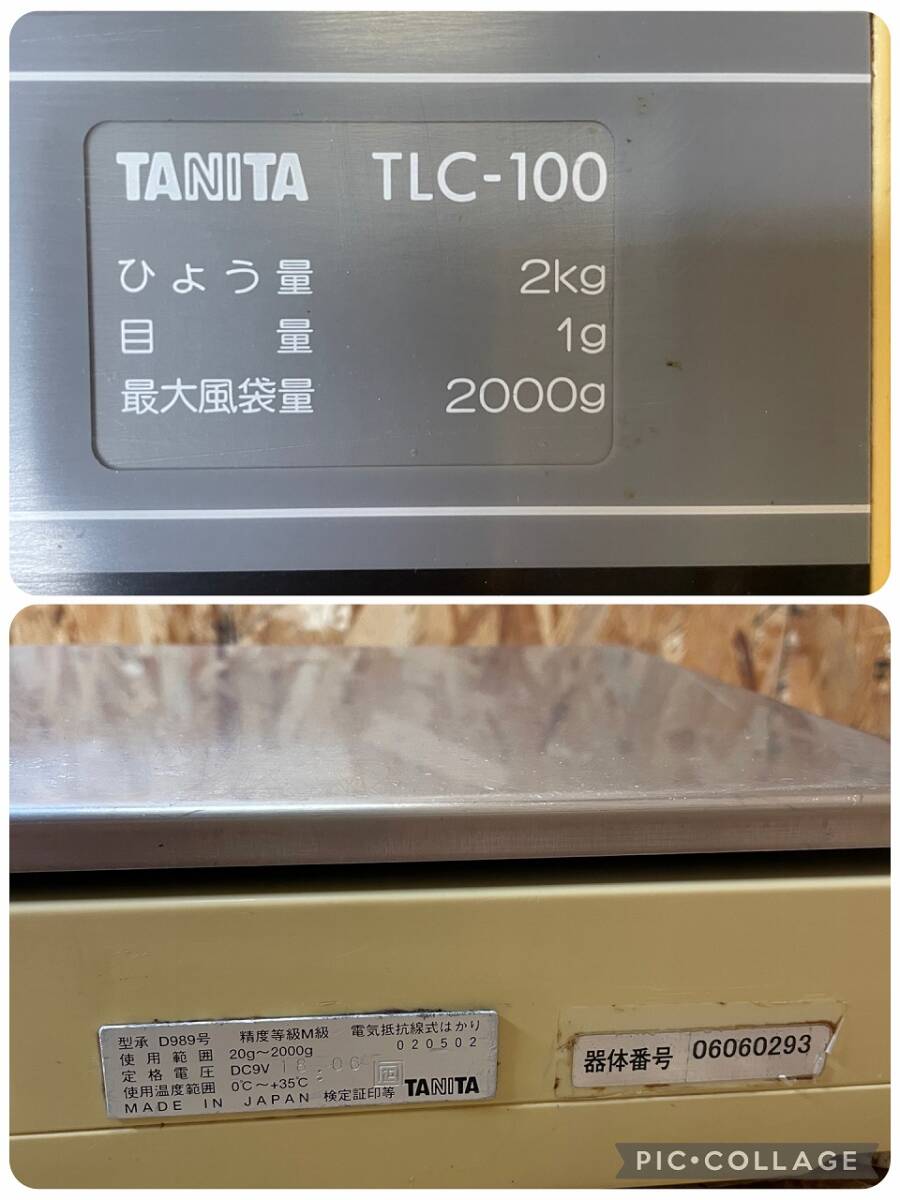 TANITA TLC-100
ひょう量 2kg
目量 1g
最大風袋量 2000g
型承 D989号 精度等級M級 電気抵抗線式はかり
使用範囲 20g～2000g 020502
定格電圧 DC9V
使用温度範囲 0℃～+35℃
MADE IN JAPAN 検定証印等 TANITA
器体番号 06060293
PIC•COLLAGE